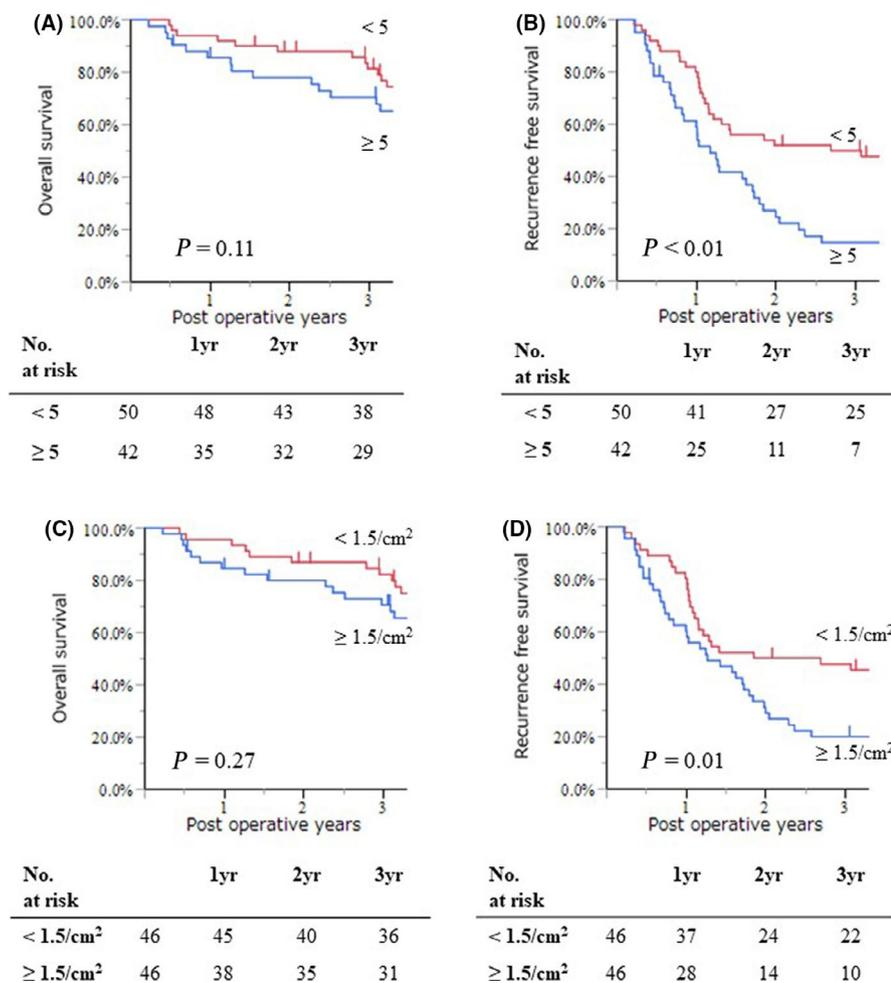 (A)
100.0%
80.0%
60.0%
40.0%
20.0%
0.0%
Overall survival
< 5
≥ 5
P = 0.11
1 2 3
Post operative years
No. at risk 1yr 2yr 3yr
< 5 50 48 43 38
≥ 5 42 35 32 29
(B)
100.0%
80.0%
60.0%
40.0%
20.0%
0.0%
Recurrence free survival
< 5
P < 0.01
≥ 5
1 2 3
Post operative years
No. at risk 1yr 2yr 3yr
< 5 50 41 27 25
≥ 5 42 25 11 7
(C)
100.0%
80.0%
60.0%
40.0%
20.0%
0.0%
Overall survival
< 1.5/cm²
≥ 1.5/cm²
P = 0.27
1 2 3
Post operative years
No. at risk 1yr 2yr 3yr
< 1.5/cm² 46 45 40 36
≥ 1.5/cm² 46 38 35 31
(D)
100.0%
80.0%
60.0%
40.0%
20.0%
0.0%
Recurrence free survival
< 1.5/cm²
P = 0.01
≥ 1.5/cm²
1 2 3
Post operative years
No. at risk 1yr 2yr 3yr
< 1.5/cm² 46 37 24 22
≥ 1.5/cm² 46 28 14 10